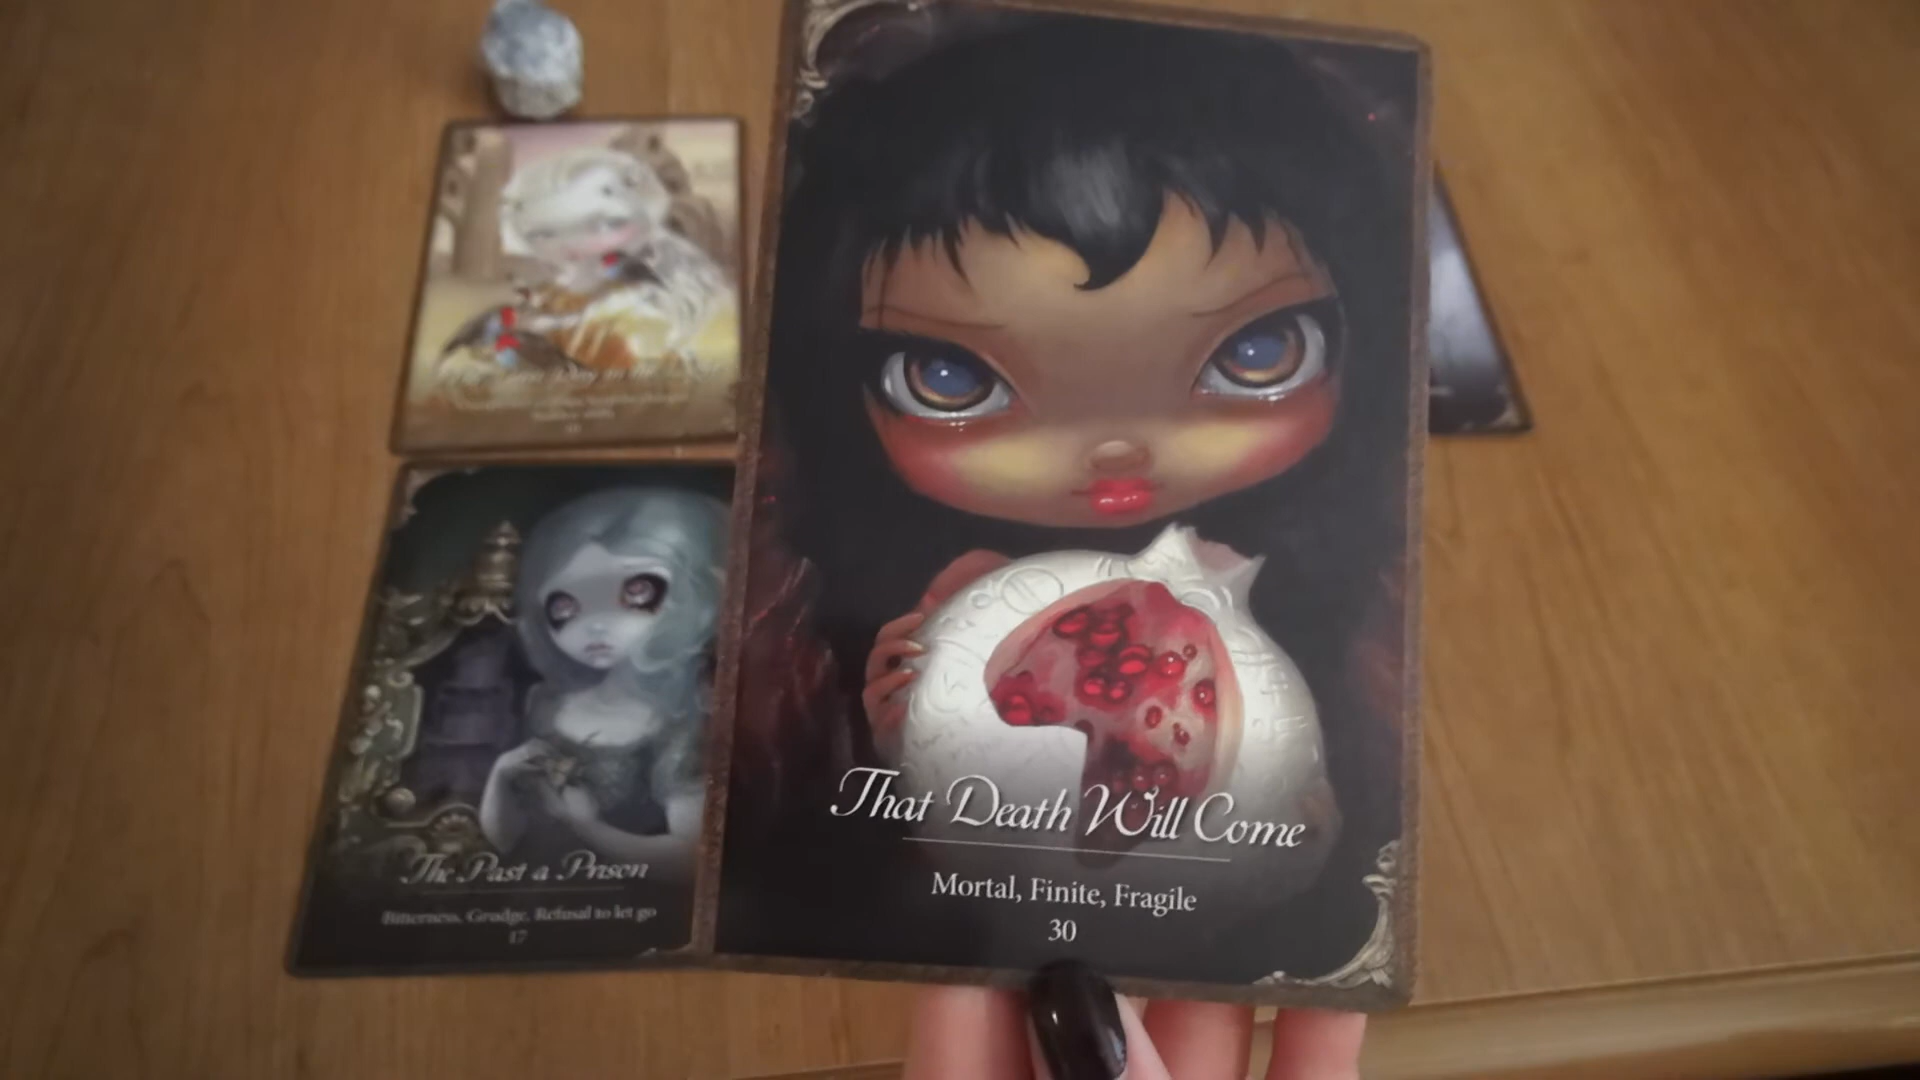 That Death Will Come
Mortal, Finite, Fragile
30
The Past a Prison
Bitterness, Grudge, Refusal to let go
17